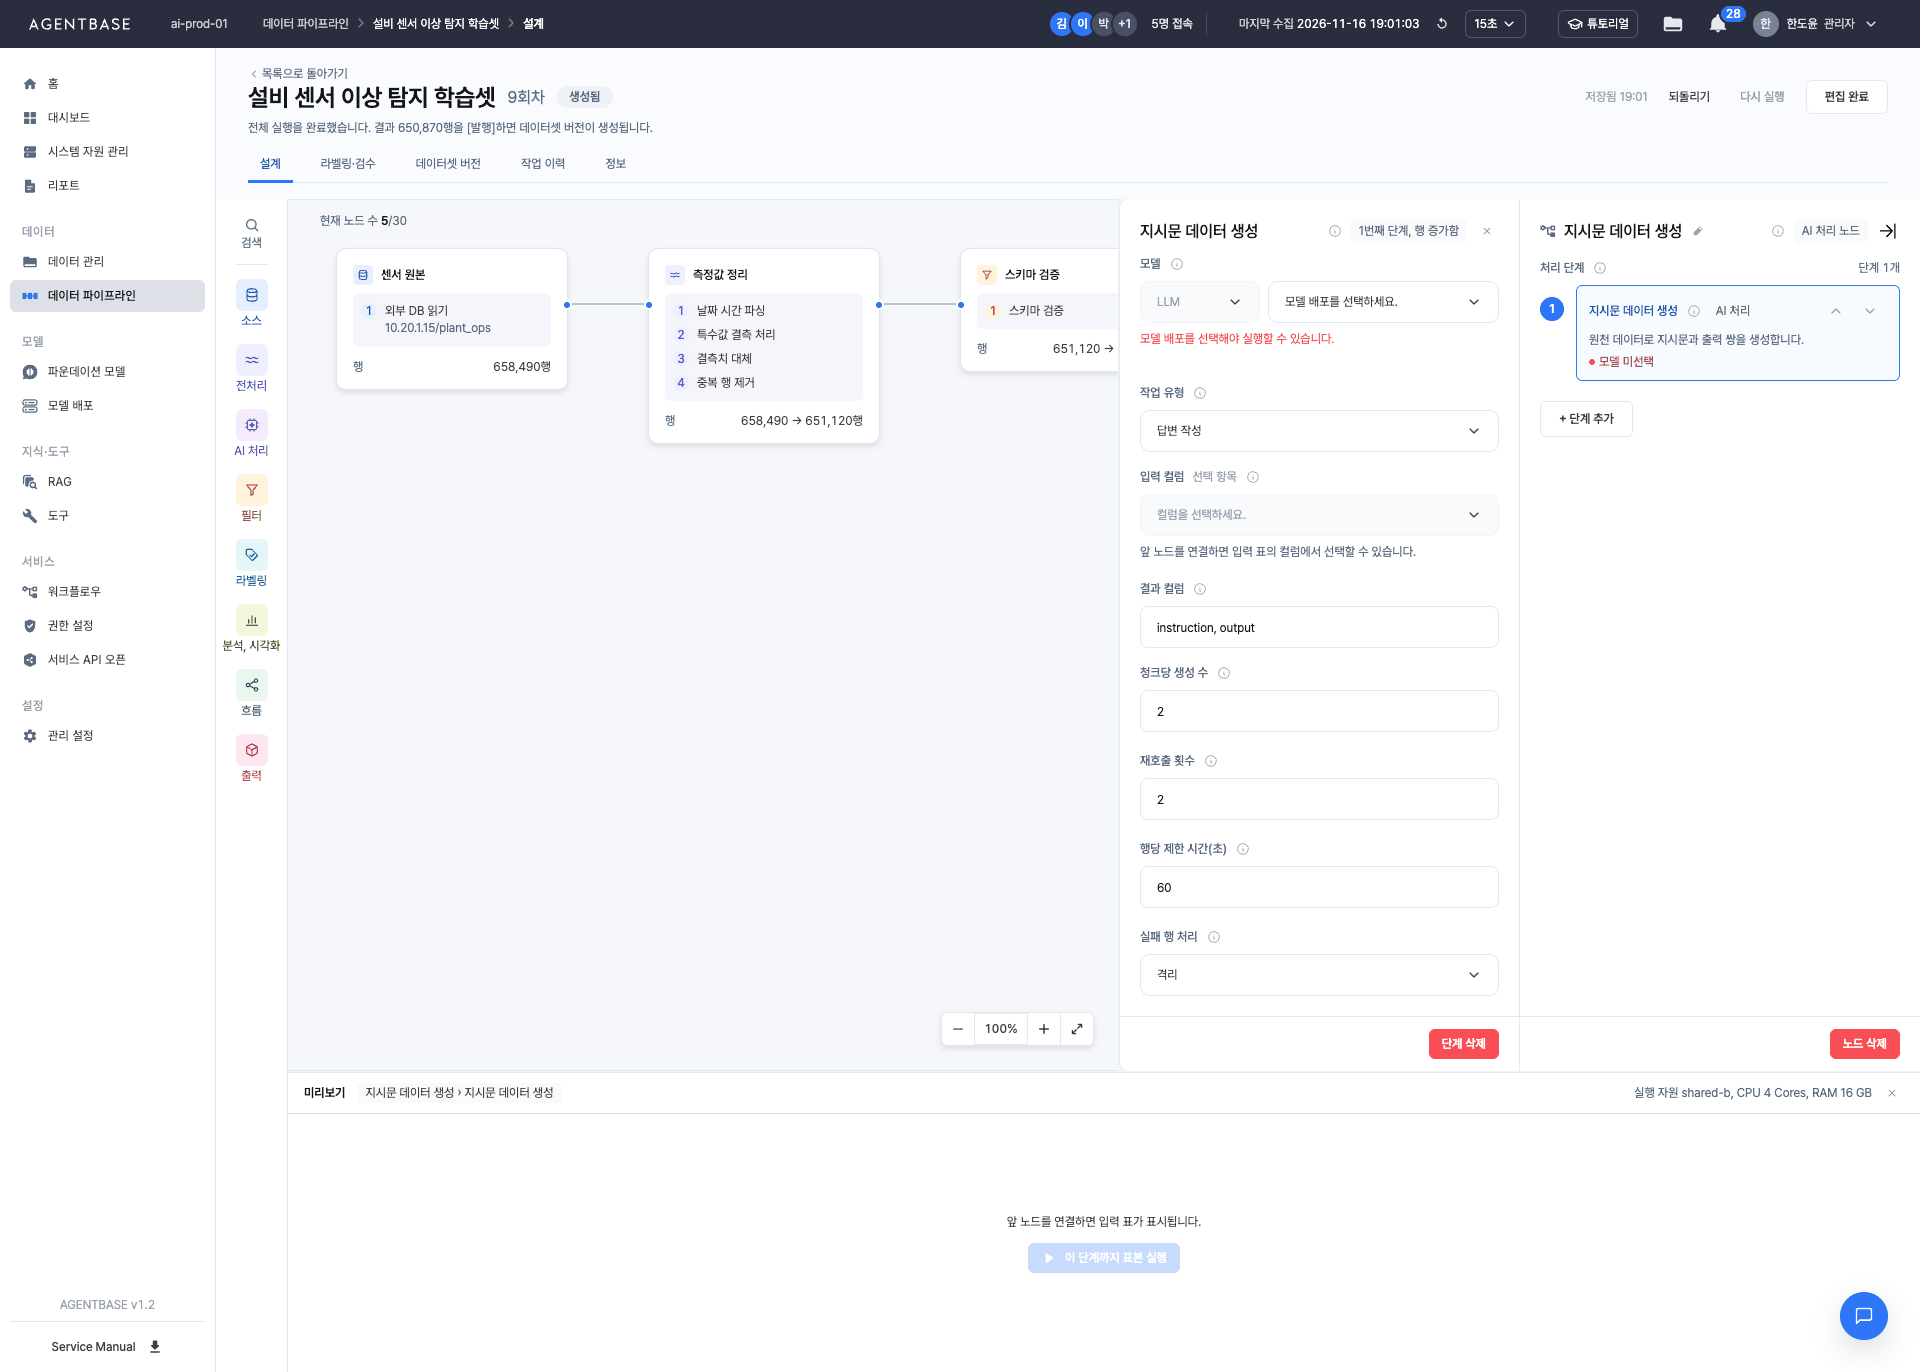 AGENTBASE
ai-prod-01
데이터 파이프라인
설비 센서 이상 탐지 학습셋
설계
김
이
박
+1
5명 접속
마지막 수집 2026-11-16 19:01:03
15초
튜토리얼
28
한
한도윤 관리자
홈
대시보드
시스템 자원 관리
리포트
데이터
데이터 관리
데이터 파이프라인
모델
파운데이션 모델
모델 배포
지식·도구
RAG
도구
서비스
워크플로우
권한 설정
서비스 API 오픈
설정
관리 설정
AGENTBASE v1.2
Service Manual
목록으로 돌아가기
설비 센서 이상 탐지 학습셋 9회차 생성됨
전체 실행을 완료했습니다. 결과 650,870행을 [발행]하면 데이터셋 버전이 생성됩니다.
저장됨 19:01
되돌리기
다시 실행
편집 완료
설계
라벨링·검수
데이터셋 버전
작업 이력
정보
검색
소스
전처리
AI 처리
필터
라벨링
분석, 시각화
흐름
출력
현재 노드 수 5/30
센서 원본
1 외부 DB 읽기
10.20.1.15/plant_ops
행 658,490행
측정값 정리
1 날짜 시간 파싱
2 특수값 결측 처리
3 결측치 대체
4 중복 행 제거
행 658,490 → 651,120행
스키마 검증
1 스키마 검증
행 651,120 →
100%
지시문 데이터 생성
1번째 단계, 행 증가함
모델
LLM
모델 배포를 선택하세요.
모델 배포를 선택해야 실행할 수 있습니다.
작업 유형
답변 작성
입력 컬럼 선택 항목
컬럼을 선택하세요.
앞 노드를 연결하면 입력 표의 컬럼에서 선택할 수 있습니다.
결과 컬럼
instruction, output
청크당 생성 수
2
재호출 횟수
2
행당 제한 시간(초)
60
실패 행 처리
격리
단계 삭제
지시문 데이터 생성
AI 처리 노드
처리 단계
단계 1개
1
지시문 데이터 생성 AI 처리
원천 데이터로 지시문과 출력 쌍을 생성합니다.
모델 미선택
+ 단계 추가
노드 삭제
미리보기
지시문 데이터 생성 › 지시문 데이터 생성
실행 자원 shared-b, CPU 4 Cores, RAM 16 GB
앞 노드를 연결하면 입력 표가 표시됩니다.
이 단계까지 표본 실행